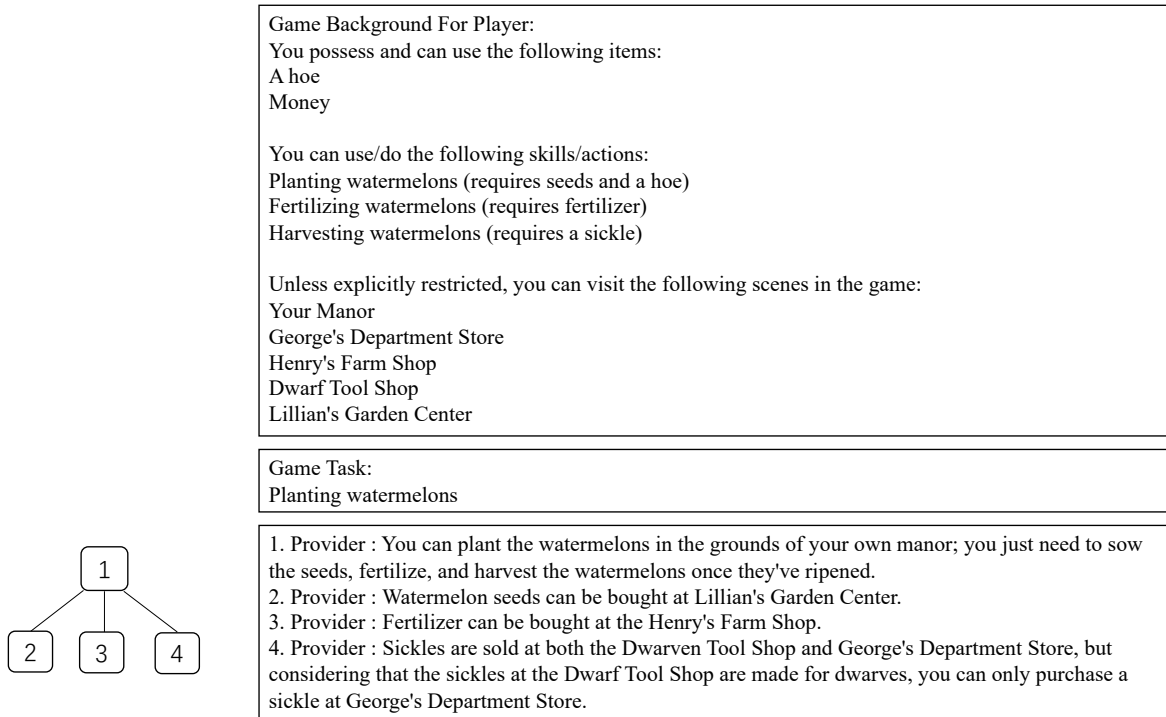 Game Background For Player:
You possess and can use the following items:
A hoe
Money
You can use/do the following skills/actions:
Planting watermelons (requires seeds and a hoe)
Fertilizing watermelons (requires fertilizer)
Harvesting watermelons (requires a sickle)
Unless explicitly restricted, you can visit the following scenes in the game:
Your Manor
George's Department Store
Henry's Farm Shop
Dwarf Tool Shop
Lillian's Garden Center
Game Task:
Planting watermelons
1
2
3
4
1. Provider : You can plant the watermelons in the grounds of your own manor; you just need to sow
the seeds, fertilize, and harvest the watermelons once they've ripened.
2. Provider : Watermelon seeds can be bought at Lillian's Garden Center.
3. Provider : Fertilizer can be bought at the Henry's Farm Shop.
4. Provider : Sickles are sold at both the Dwarven Tool Shop and George's Department Store, but
considering that the sickles at the Dwarf Tool Shop are made for dwarves, you can only purchase a
sickle at George's Department Store.